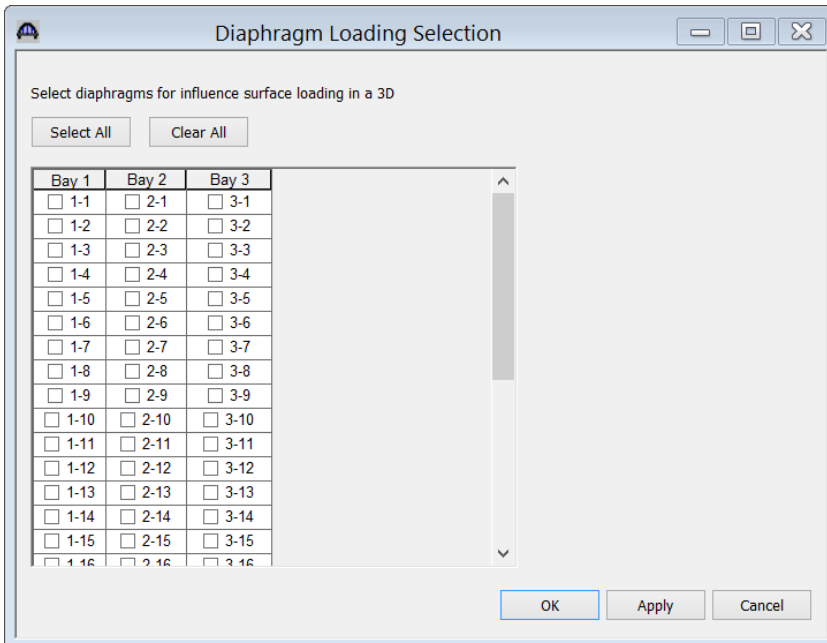 Diaphragm Loading Selection
Select diaphragms for influence surface loading in a 3D
Select All Clear All
Bay 1 Bay 2 Bay 3
1-1 2-1 3-1
1-2 2-2 3-2
1-3 2-3 3-3
1-4 2-4 3-4
1-5 2-5 3-5
1-6 2-6 3-6
1-7 2-7 3-7
1-8 2-8 3-8
1-9 2-9 3-9
1-10 2-10 3-10
1-11 2-11 3-11
1-12 2-12 3-12
1-13 2-13 3-13
1-14 2-14 3-14
1-15 2-15 3-15
1-16 2-16 3-16
OK Apply Cancel